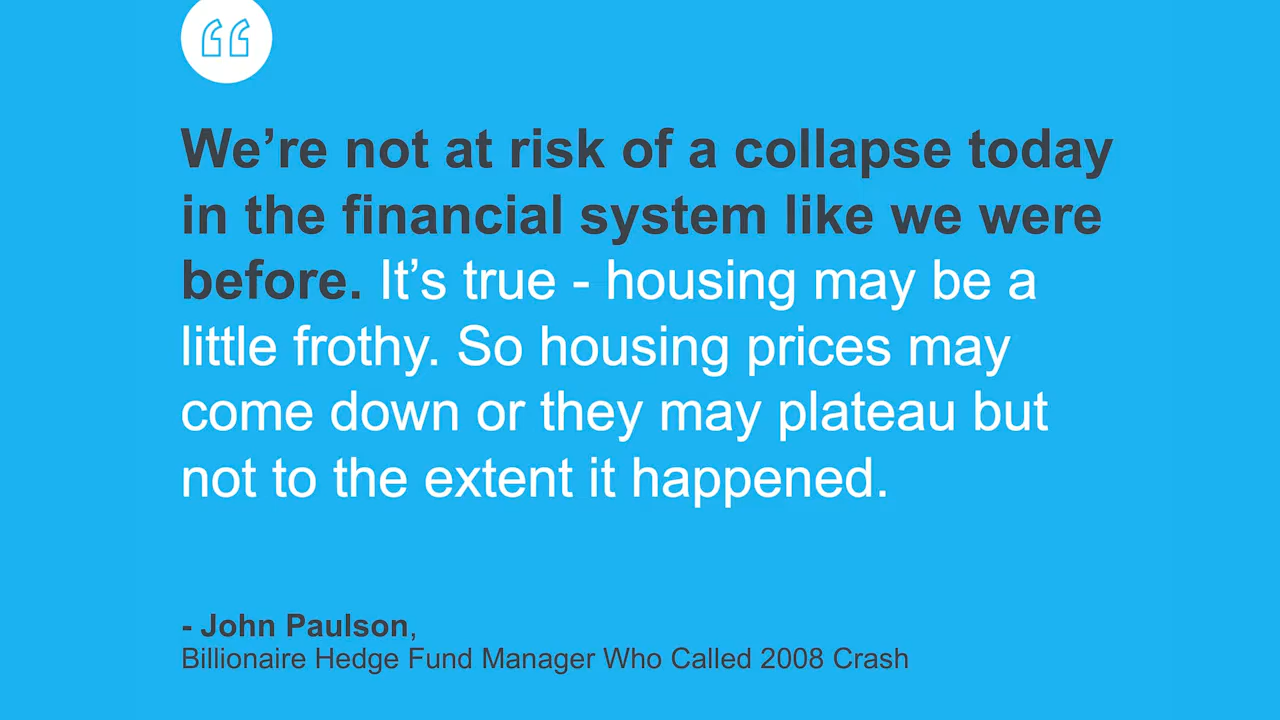 We’re not at risk of a collapse today
in the financial system like we were
before. It’s true - housing may be a
little frothy. So housing prices may
come down or they may plateau but
not to the extent it happened.
- John Paulson,
Billionaire Hedge Fund Manager Who Called 2008 Crash